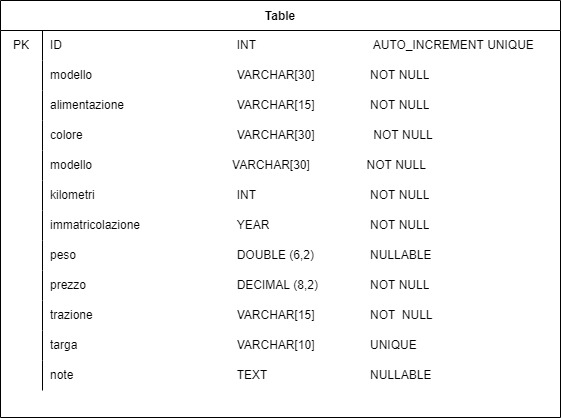 Table
PK ID INT AUTO_INCREMENT UNIQUE
modello VARCHAR[30] NOT NULL
alimentazione VARCHAR[15] NOT NULL
colore VARCHAR[30] NOT NULL
modello VARCHAR[30] NOT NULL
kilometri INT NOT NULL
immatricolazione YEAR NOT NULL
peso DOUBLE (6,2) NULLABLE
prezzo DECIMAL (8,2) NOT NULL
trazione VARCHAR[15] NOT NULL
targa VARCHAR[10] UNIQUE
note TEXT NULLABLE